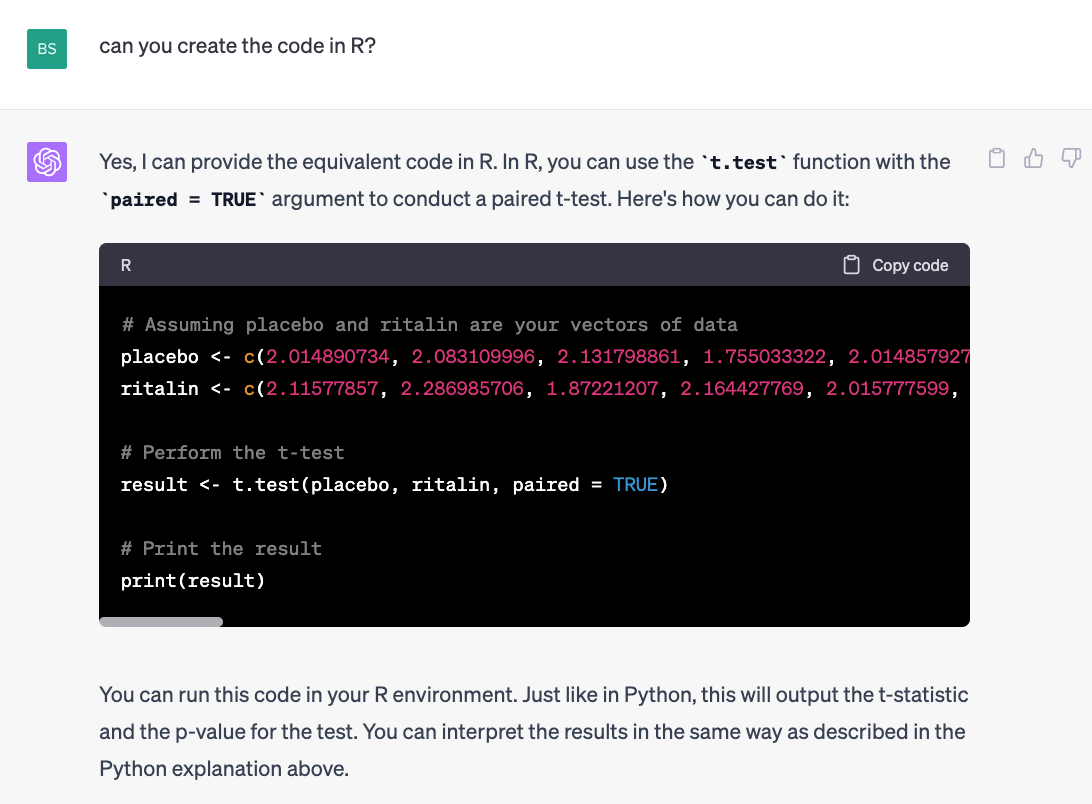 BS
can you create the code in R?
Yes, I can provide the equivalent code in R. In R, you can use the `t.test` function with the
`paired = TRUE` argument to conduct a paired t-test. Here's how you can do it:
R
Copy code
# Assuming placebo and ritalin are your vectors of data
placebo <- c(2.014890734, 2.083109996, 2.131798861, 1.755033322, 2.014857927
ritalin <- c(2.11577857, 2.286985706, 1.87221207, 2.164427769, 2.015777599,
# Perform the t-test
result <- t.test(placebo, ritalin, paired = TRUE)
# Print the result
print(result)
You can run this code in your R environment. Just like in Python, this will output the t-statistic
and the p-value for the test. You can interpret the results in the same way as described in the
Python explanation above.